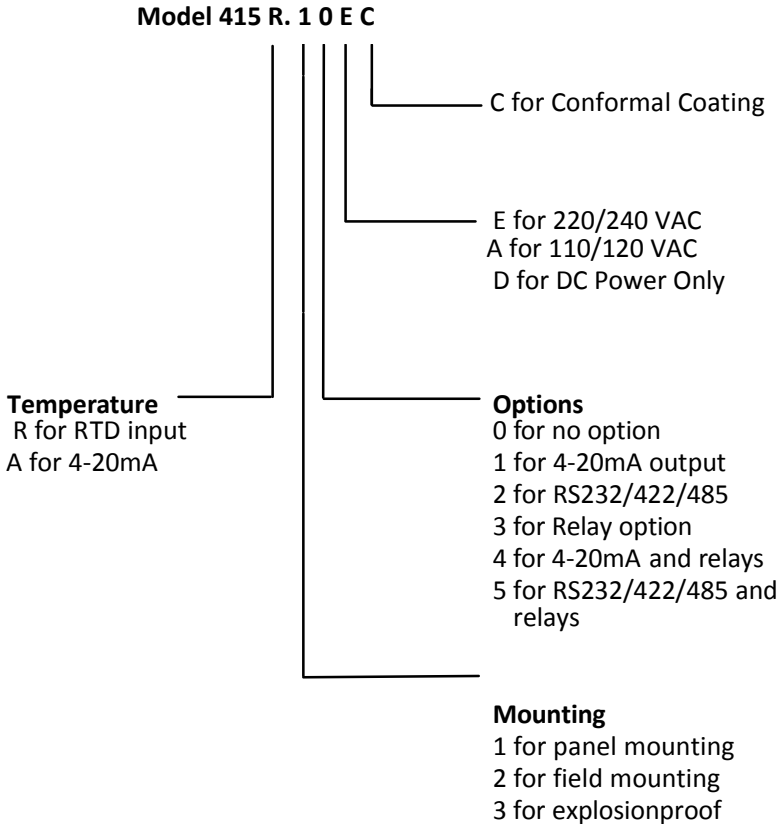 Model 415 R. 1 0 E C
C for Conformal Coating
E for 220/240 VAC
A for 110/120 VAC
D for DC Power Only
Temperature
R for RTD input
A for 4-20mA
Options
0 for no option
1 for 4-20mA output
2 for RS232/422/485
3 for Relay option
4 for 4-20mA and relays
5 for RS232/422/485 and
relays
Mounting
1 for panel mounting
2 for field mounting
3 for explosionproof